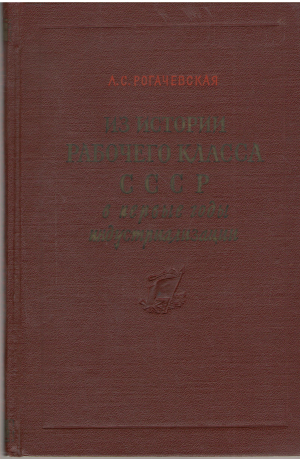 Л.С. РОГАЧЕВСКАЯ
ИЗ ИСТОРИИ
РАБОЧЕГО КЛАССА
СССР
в первые годы
индустриализации